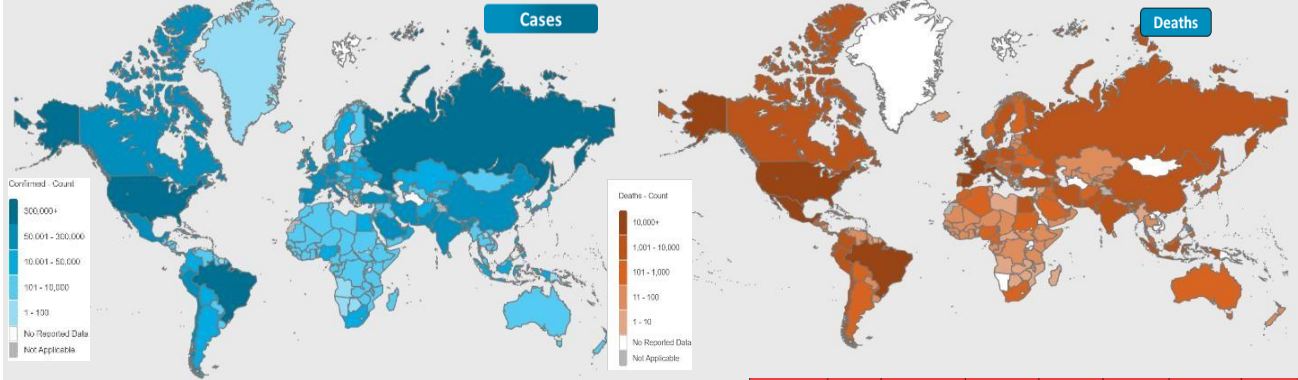 Cases
Confirmed - Count
300,000+
50,001 - 300,000
10,001 - 50,000
101 - 10,000
1 - 100
No Reported Data
Not Applicable
Deaths
Deaths - Count
10,000+
1,001 - 10,000
101 - 1,000
11 - 100
1 - 10
No Reported Data
Not Applicable